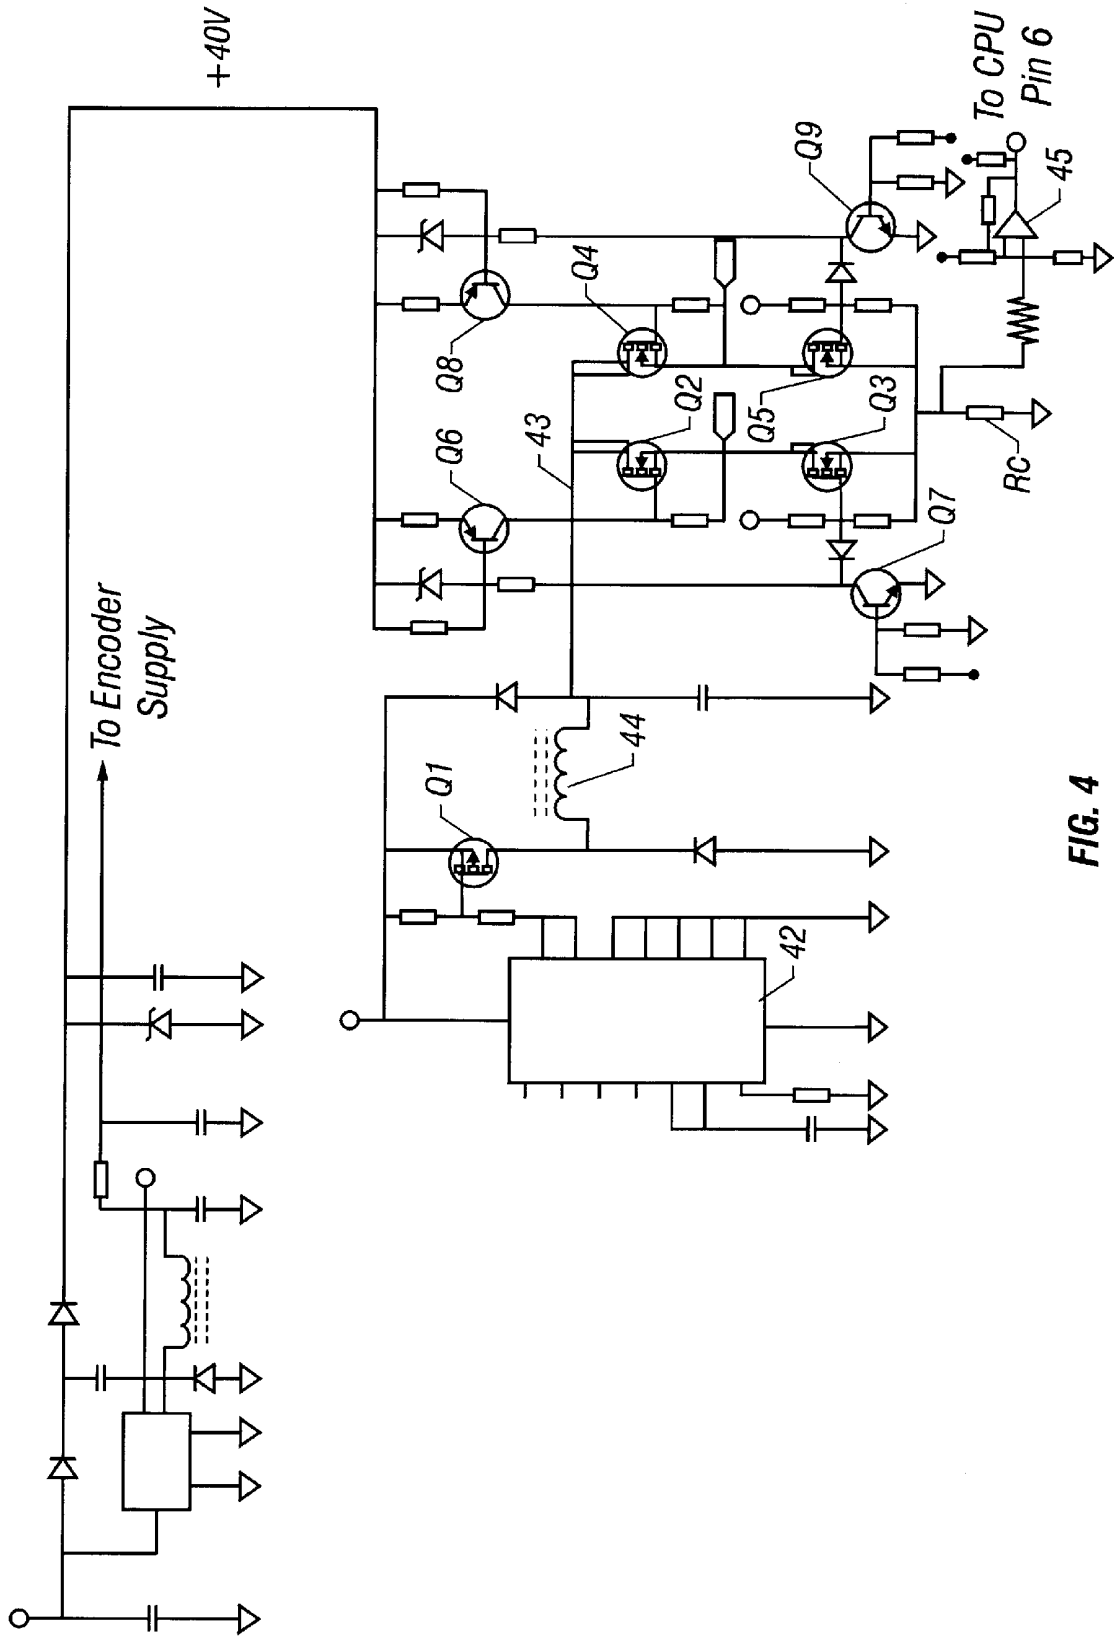 +40V
To Encoder
Supply
Q8
Q6
Q4
Q2
43
Q9
Q5
Q3
To CPU
Pin 6
45
RC
Q7
Q1
44
42
FIG. 4